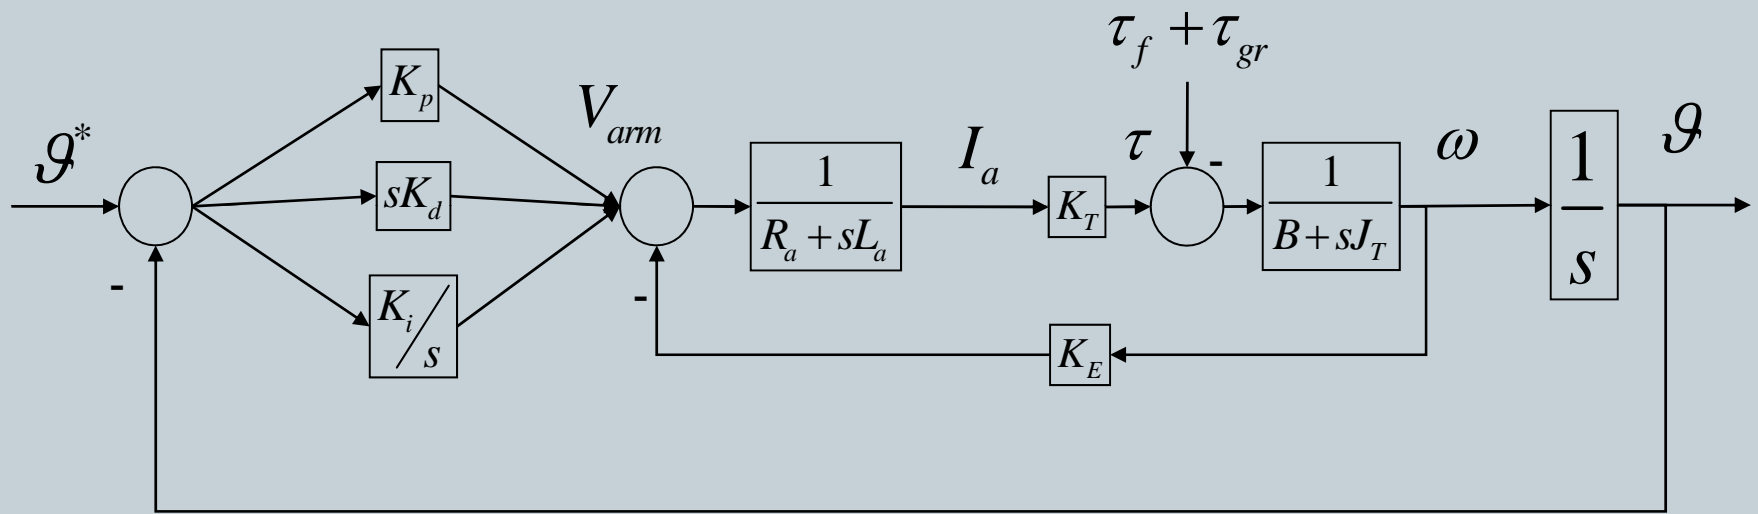 τ_f + τ_gr
K_p
V_arm
ϑ*
-
sK_d
K_i/s
-
1/(R_a + sL_a)
I_a
K_T
τ
-
1/(B + sJ_T)
ω
1/s
ϑ
K_E